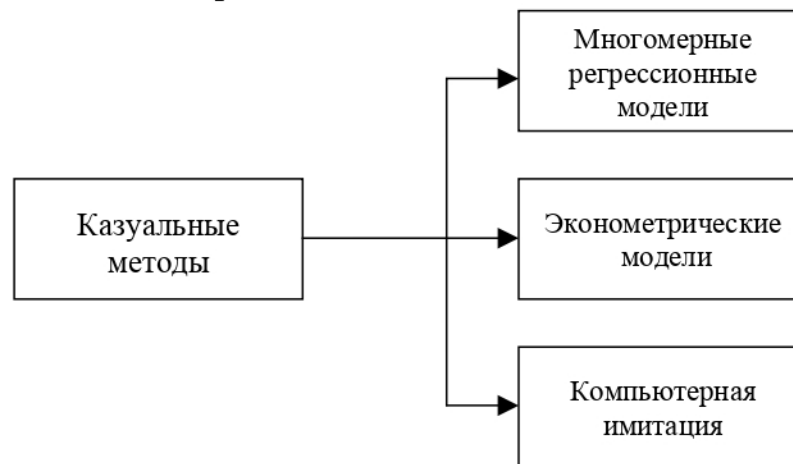 Многомерные
регрессионные
модели
Казуальные
методы
Эконометрические
модели
Компьютерная
имитация